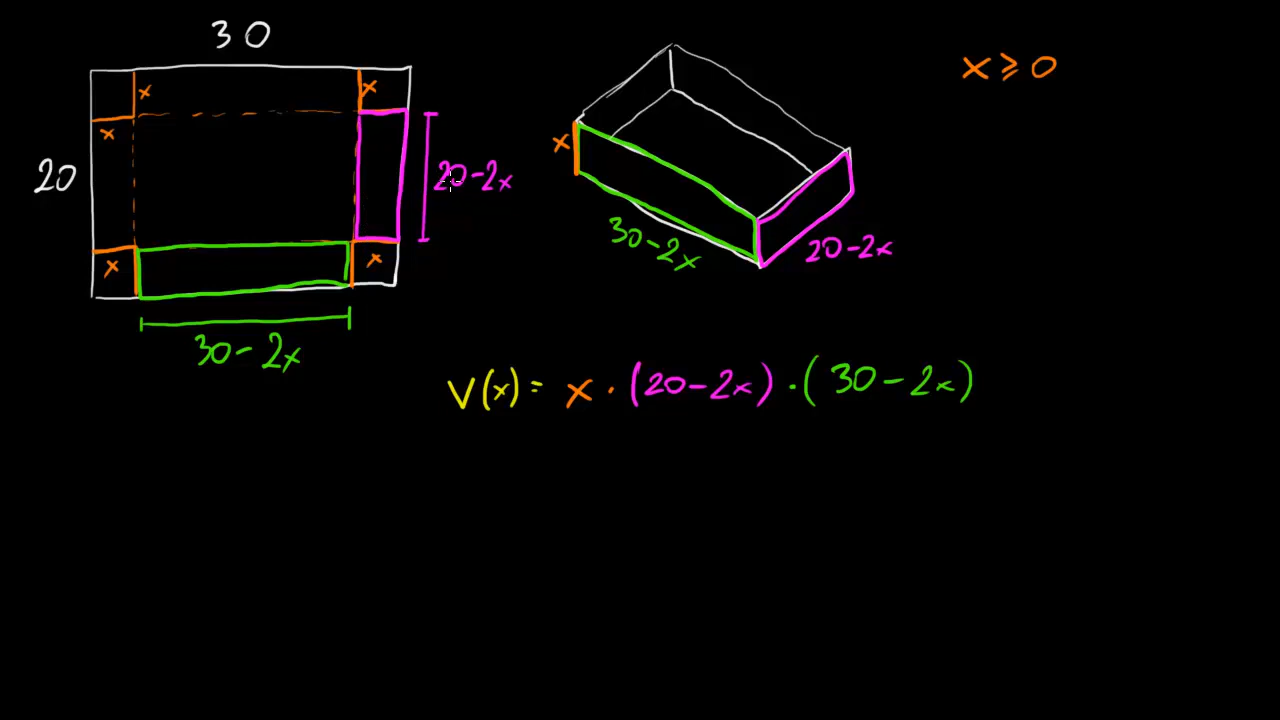 30
x ≥ 0
x
x
x
x
20
20-2x
x
x
30-2x
20-2x
30-2x
V(x) = x · (20-2x) · (30-2x)